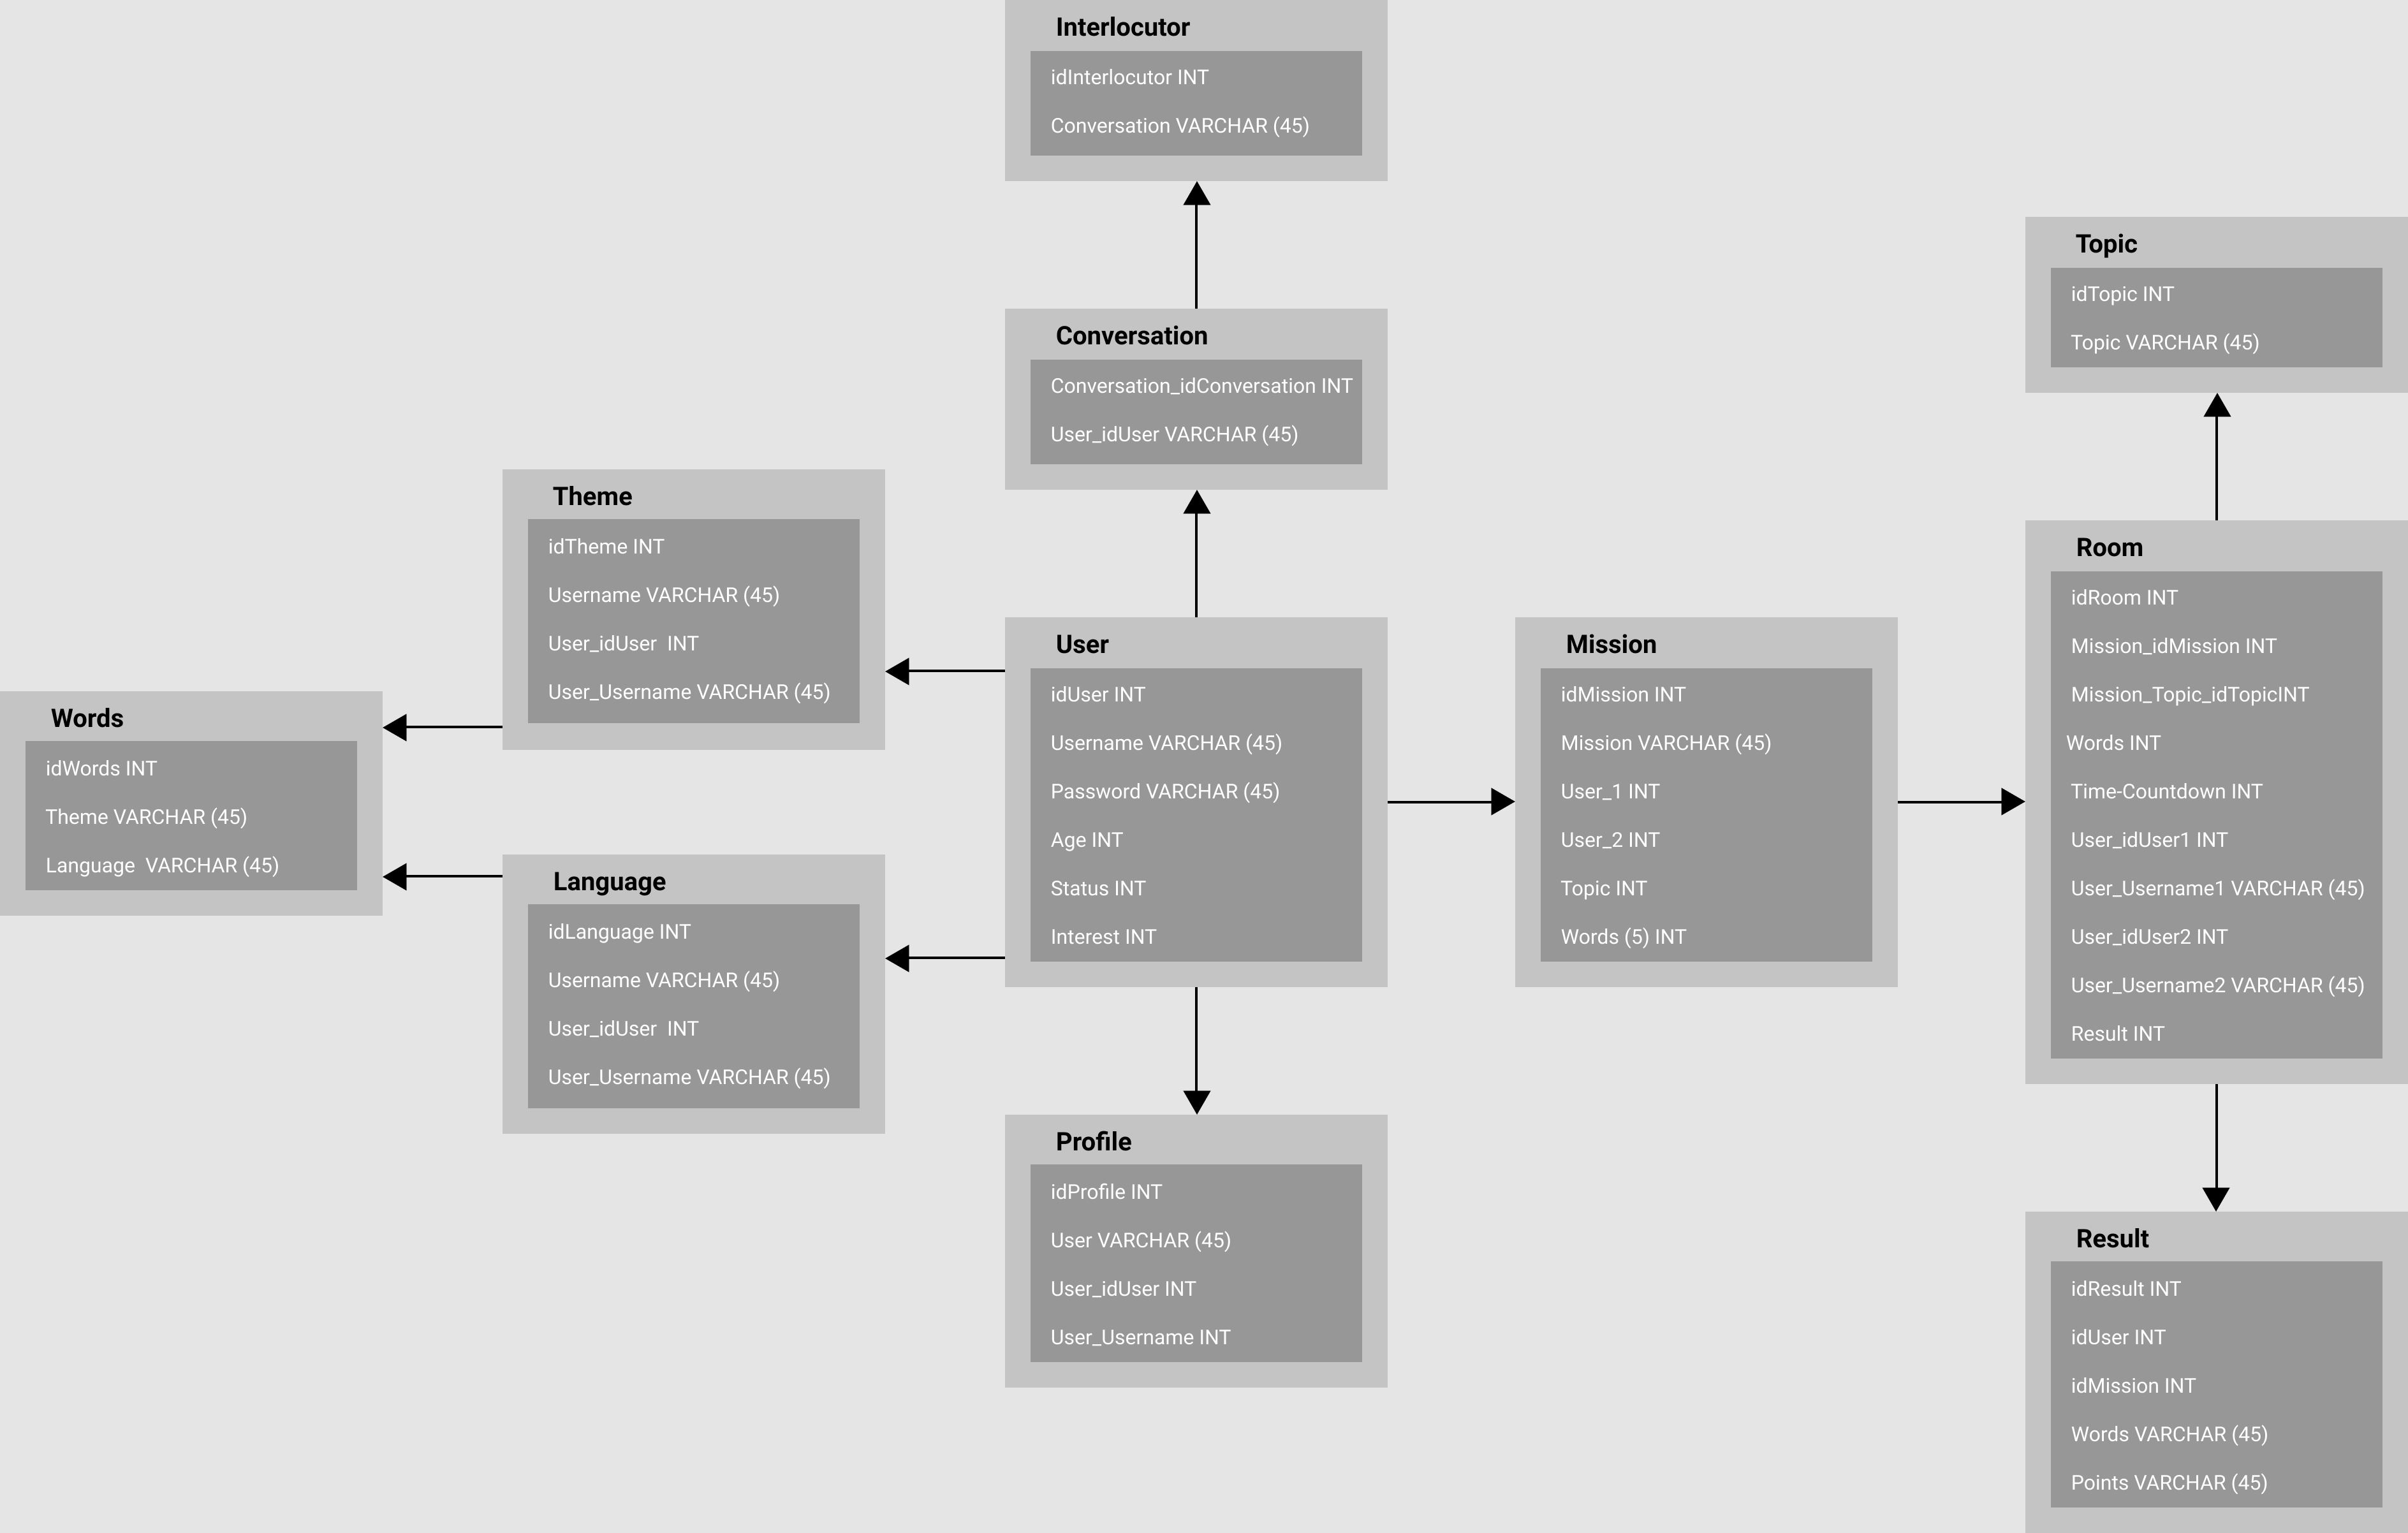 Interlocutor
idInterlocutor INT
Conversation VARCHAR (45)
Conversation
Conversation_idConversation INT
User_idUser VARCHAR (45)
Theme
idTheme INT
Username VARCHAR (45)
User_idUser  INT
User_Username VARCHAR (45)
Words
idWords INT
Theme VARCHAR (45)
Language  VARCHAR (45)
Language
idLanguage INT
Username VARCHAR (45)
User_idUser  INT
User_Username VARCHAR (45)
User
idUser INT
Username VARCHAR (45)
Password VARCHAR (45)
Age INT
Status INT
Interest INT
Profile
idProfile INT
User VARCHAR (45)
User_idUser INT
User_Username INT
Mission
idMission INT
Mission VARCHAR (45)
User_1 INT
User_2 INT
Topic INT
Words (5) INT
Topic
idTopic INT
Topic VARCHAR (45)
Room
idRoom INT
Mission_idMission INT
Mission_Topic_idTopicINT
Words INT
Time-Countdown INT
User_idUser1 INT
User_Username1 VARCHAR (45)
User_idUser2 INT
User_Username2 VARCHAR (45)
Result INT
Result
idResult INT
idUser INT
idMission INT
Words VARCHAR (45)
Points VARCHAR (45)